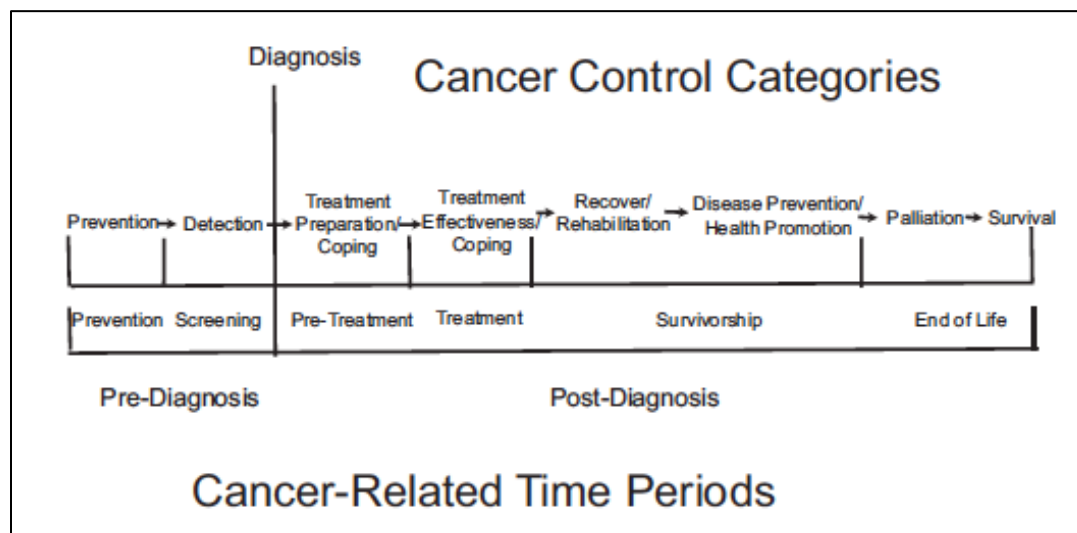 Diagnosis
Cancer Control Categories
Prevention
Detection
Treatment
Preparation/
Coping
Treatment
Effectiveness/
Coping
Recover/
Rehabilitation
Disease Prevention/
Health Promotion
Palliation
Survival
Prevention
Screening
Pre-Treatment
Treatment
Survivorship
End of Life
Pre-Diagnosis
Post-Diagnosis
Cancer-Related Time Periods